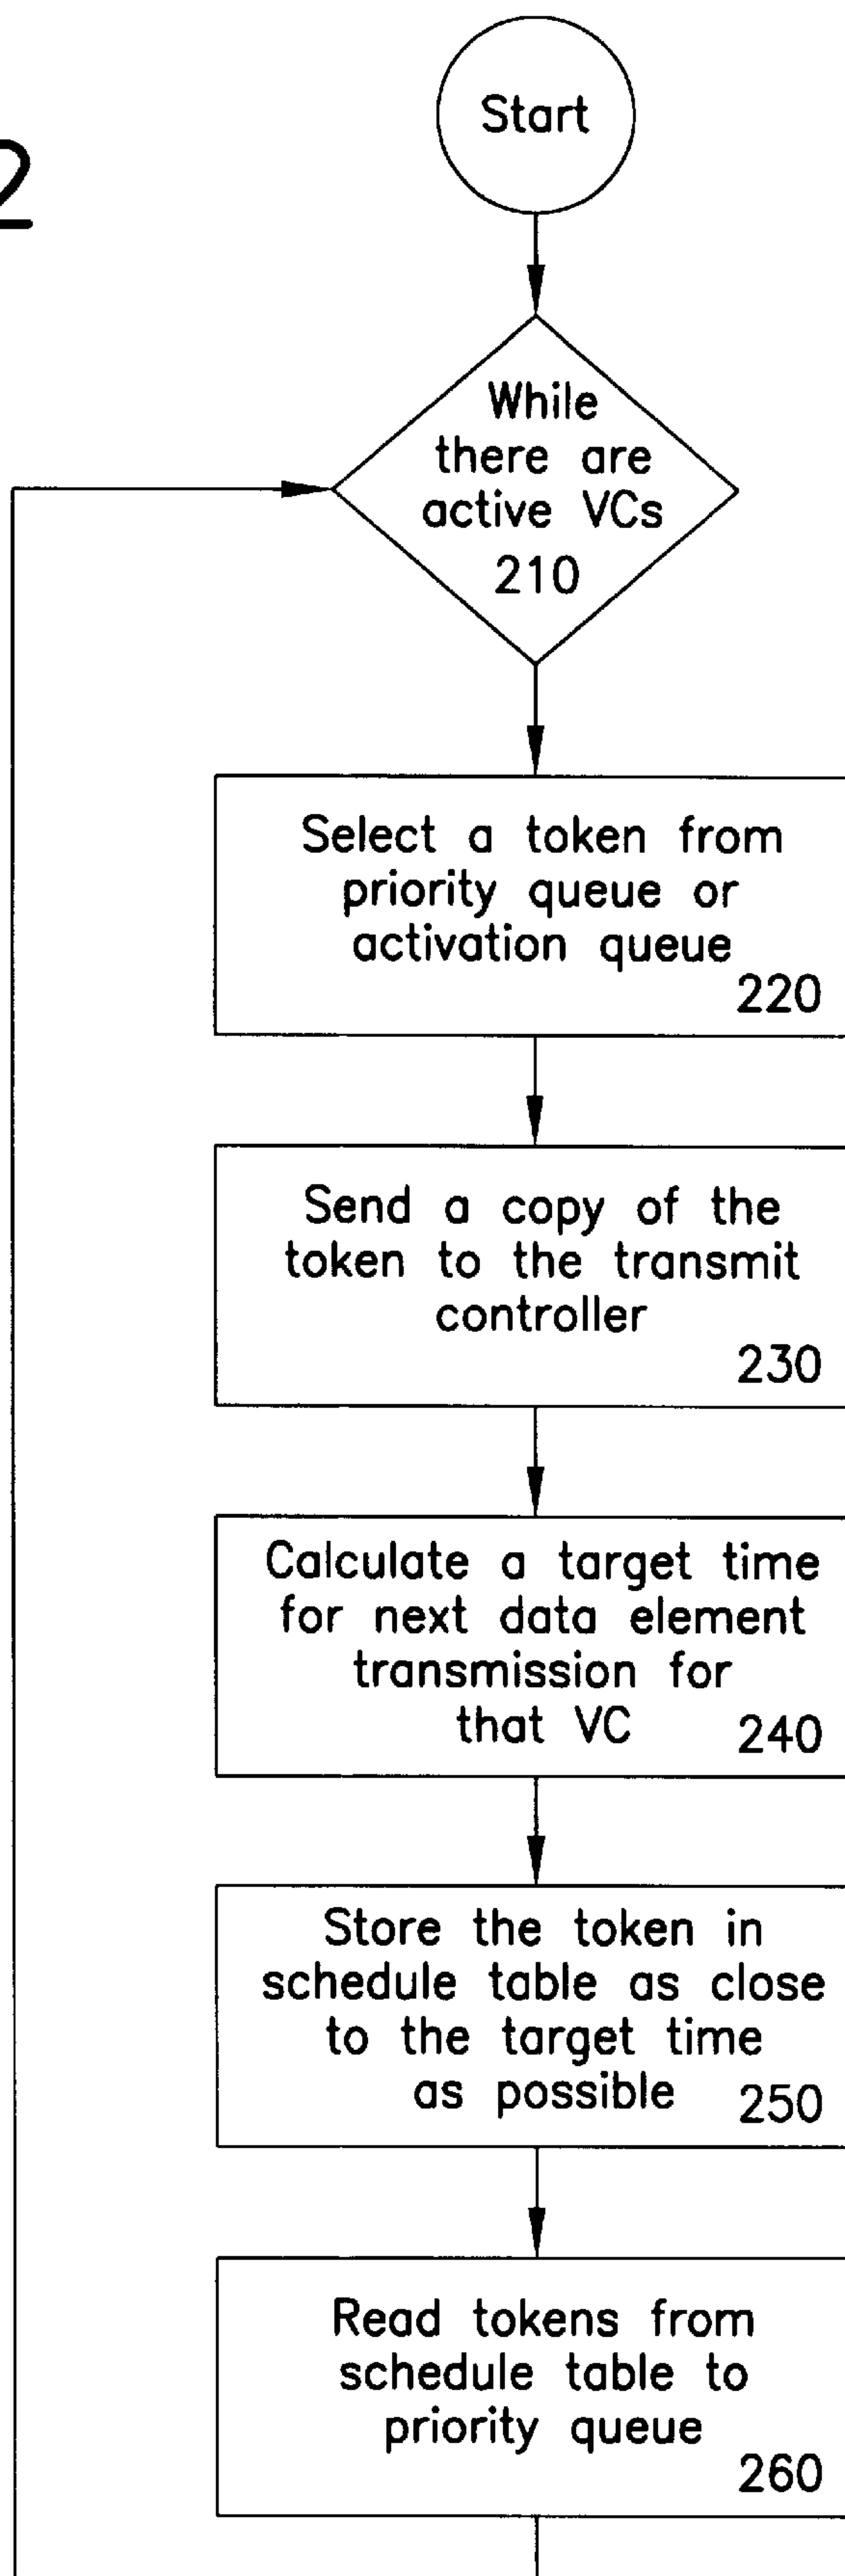 2
Start
While
there are
active VCs
210
Select a token from
priority queue or
activation queue
220
Send a copy of the
token to the transmit
controller
230
Calculate a target time
for next data element
transmission for
that VC 240
Store the token in
schedule table as close
to the target time
as possible 250
Read tokens from
schedule table to
priority queue
260